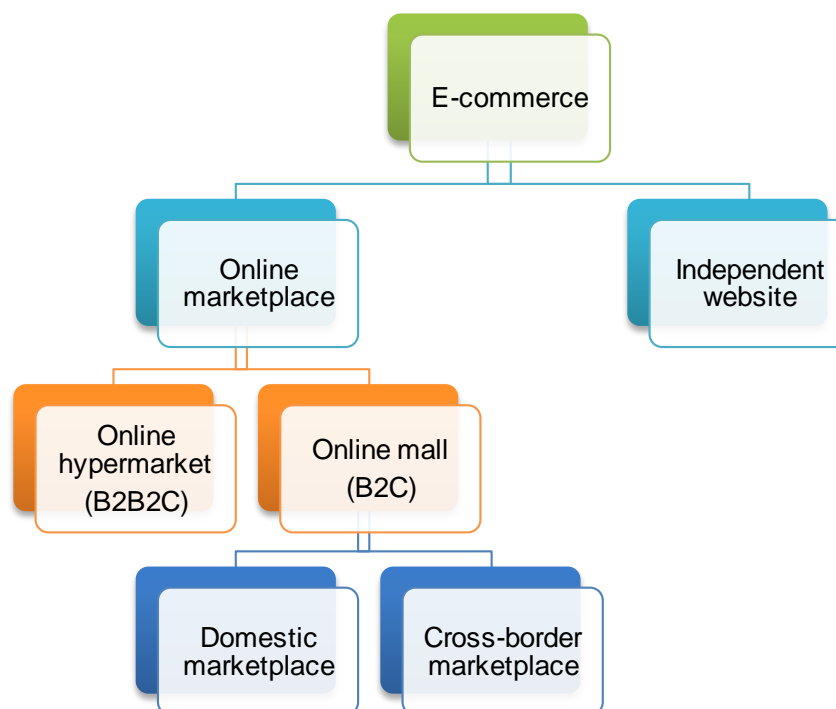 E-commerce
Online
marketplace
Independent
website
Online
hypermarket
(B2B2C)
Online mall
(B2C)
Domestic
marketplace
Cross-border
marketplace